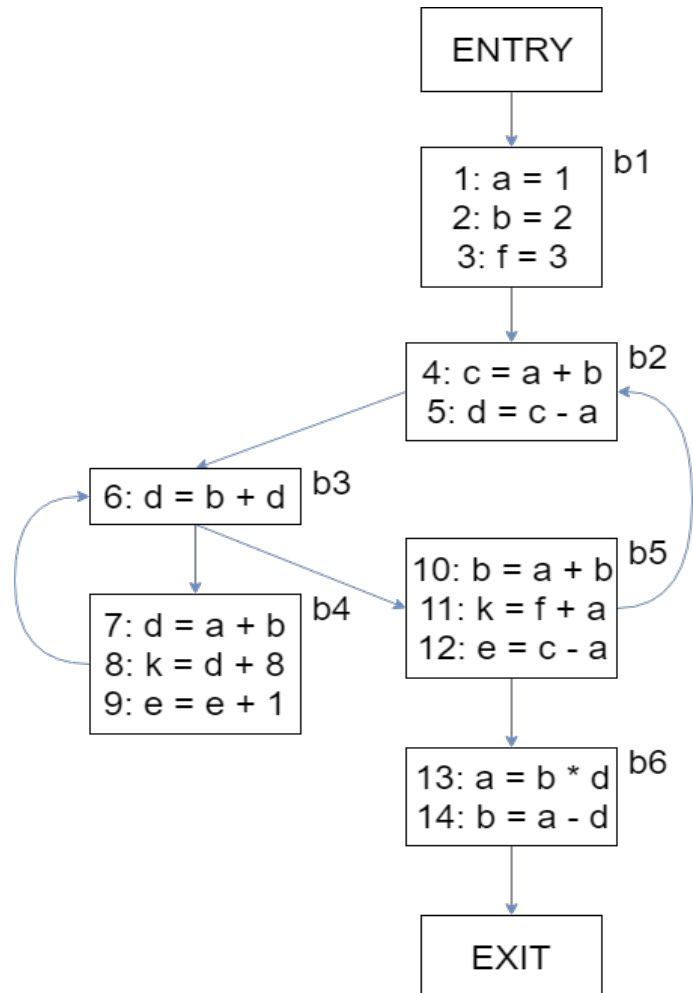 ENTRY
b1
1: a = 1
2: b = 2
3: f = 3
b2
4: c = a + b
5: d = c - a
6: d = b + d
b3
b4
7: d = a + b
8: k = d + 8
9: e = e + 1
b5
10: b = a + b
11: k = f + a
12: e = c - a
b6
13: a = b * d
14: b = a - d
EXIT